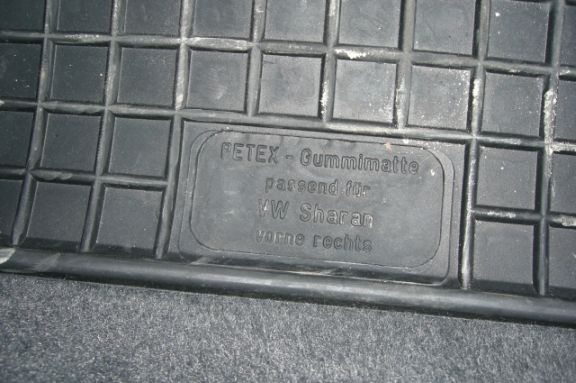 PETEX - Gummimatte
passend für
VW Sharan
vorne rechts